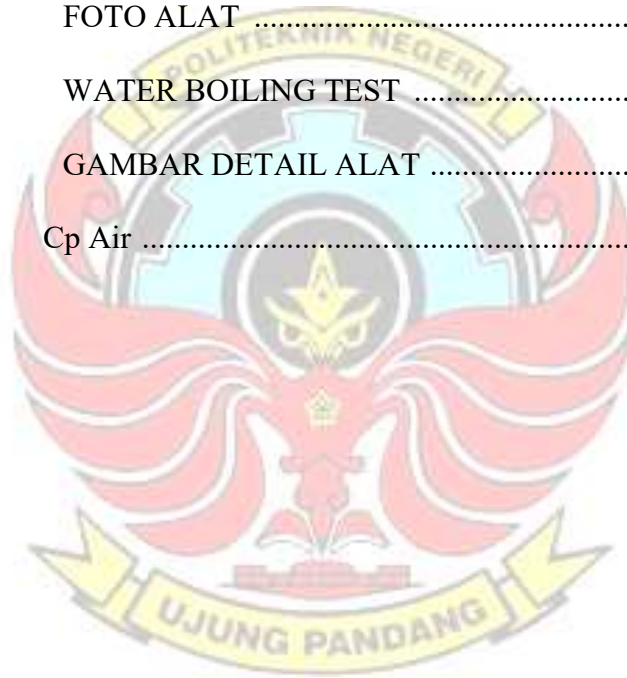 FOTO ALAT ................................................
POLITEKNIK NEGERI
WATER BOILING TEST ...........................
GAMBAR DETAIL ALAT .........................
Cp Air .............................................................
UJUNG PANDANG